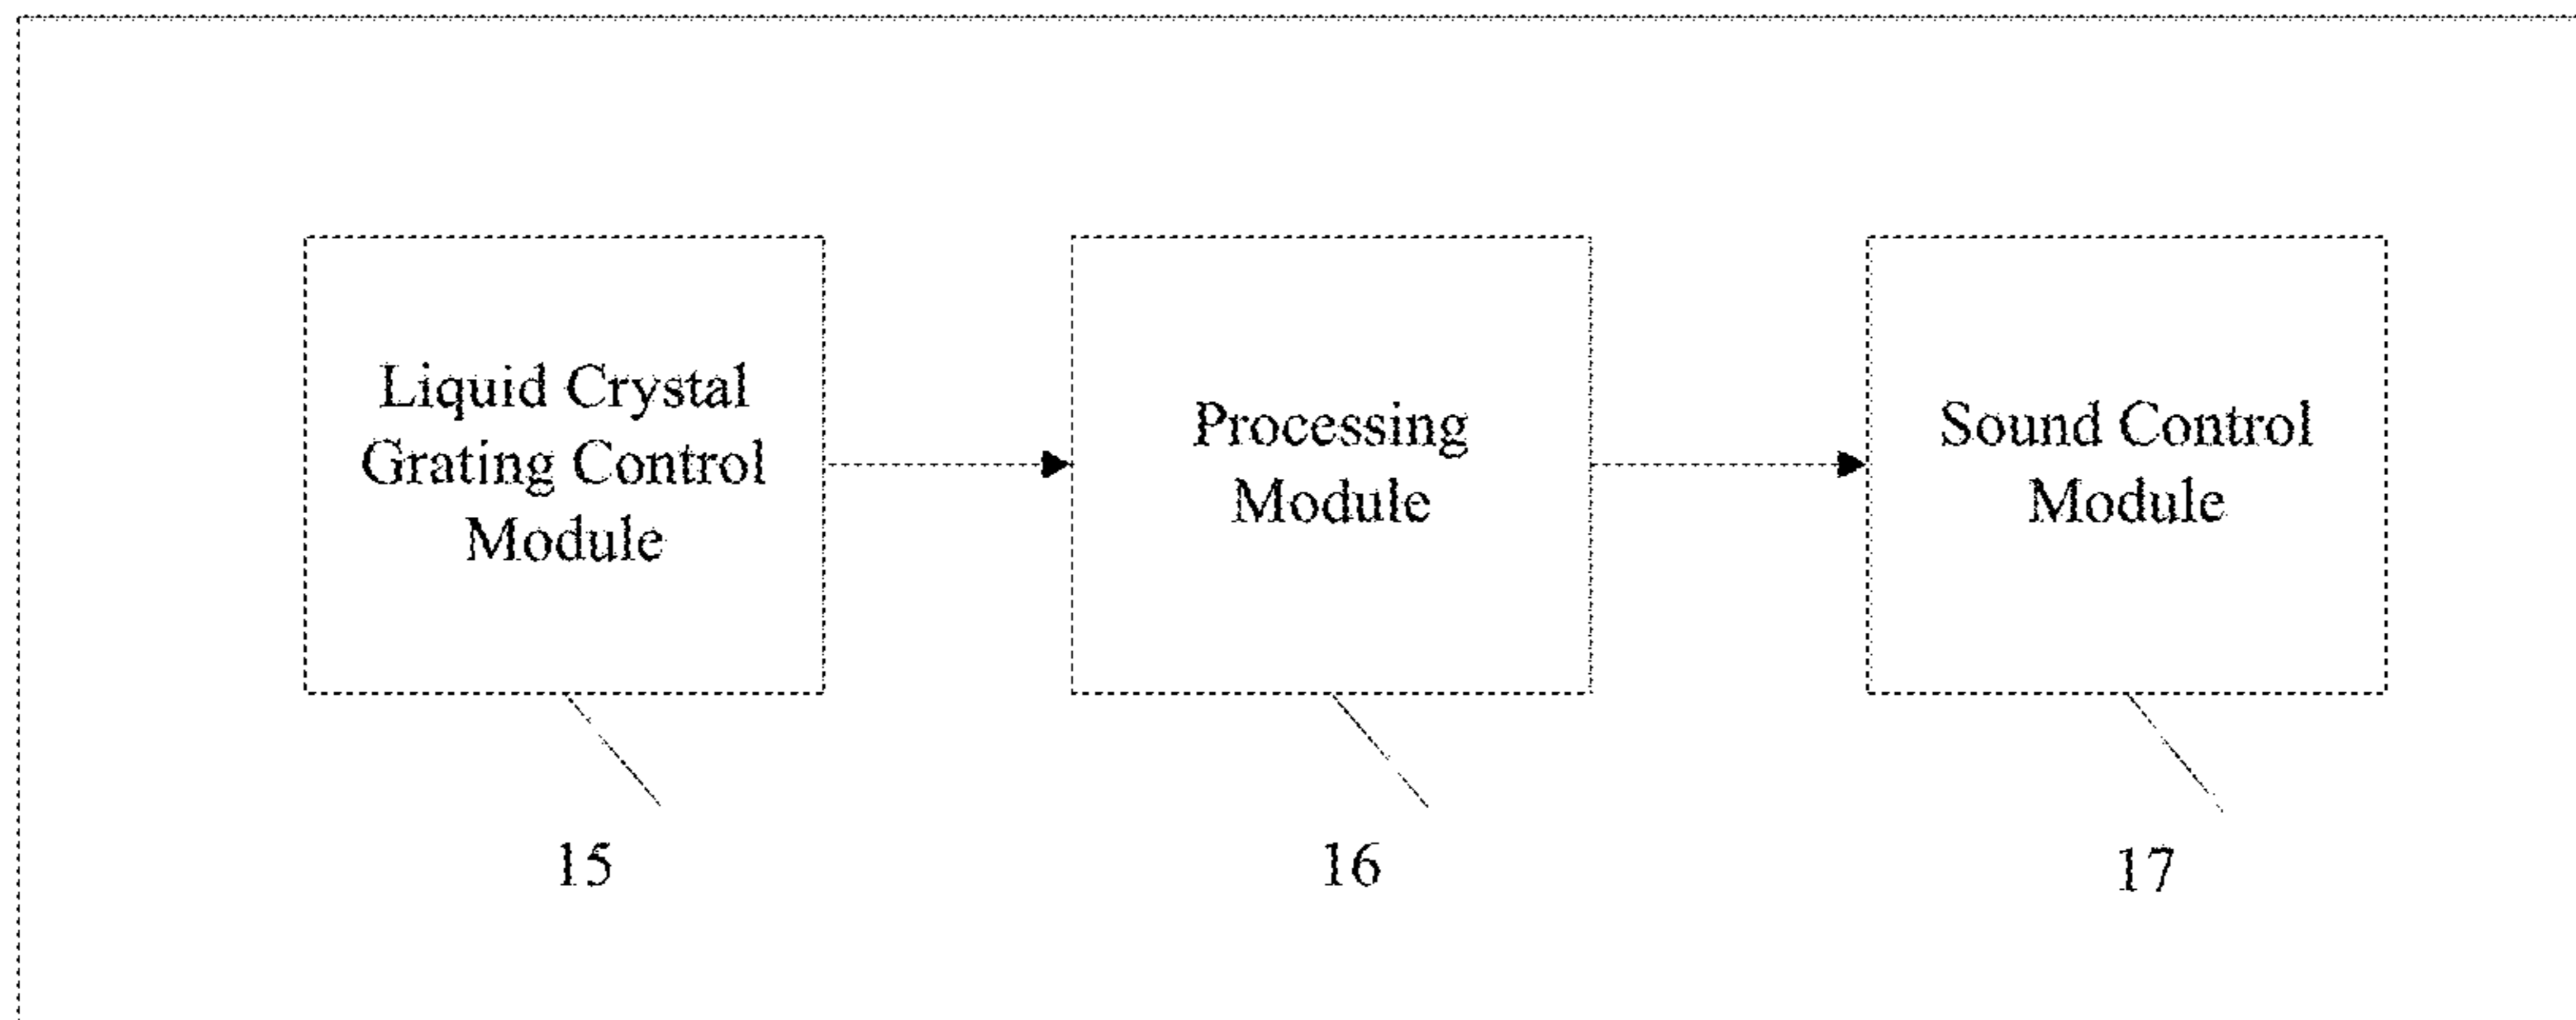 Liquid Crystal
Grating Control
Module
Processing
Module
Sound Control
Module
15
16
17